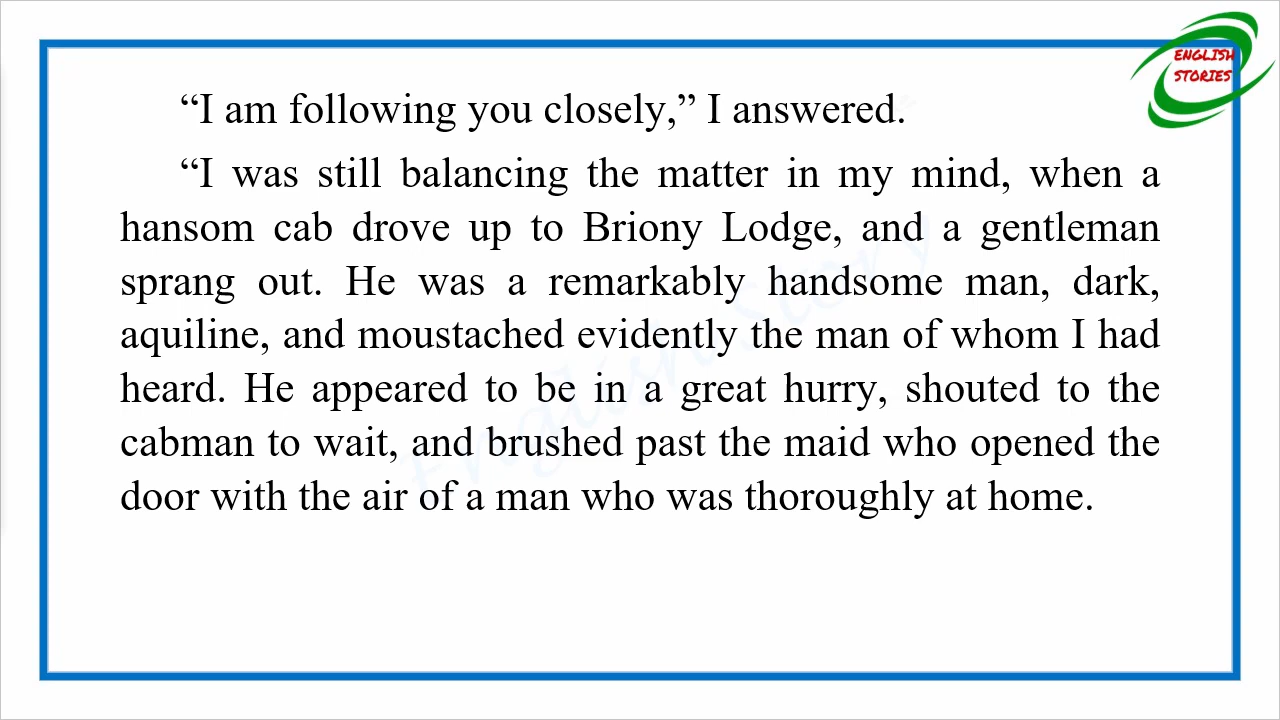 ENGLISH
STORIES
“I am following you closely,” I answered.
“I was still balancing the matter in my mind, when a
hansom cab drove up to Briony Lodge, and a gentleman
sprang out. He was a remarkably handsome man, dark,
aquiline, and moustached evidently the man of whom I had
heard. He appeared to be in a great hurry, shouted to the
cabman to wait, and brushed past the maid who opened the
door with the air of a man who was thoroughly at home.
English Story